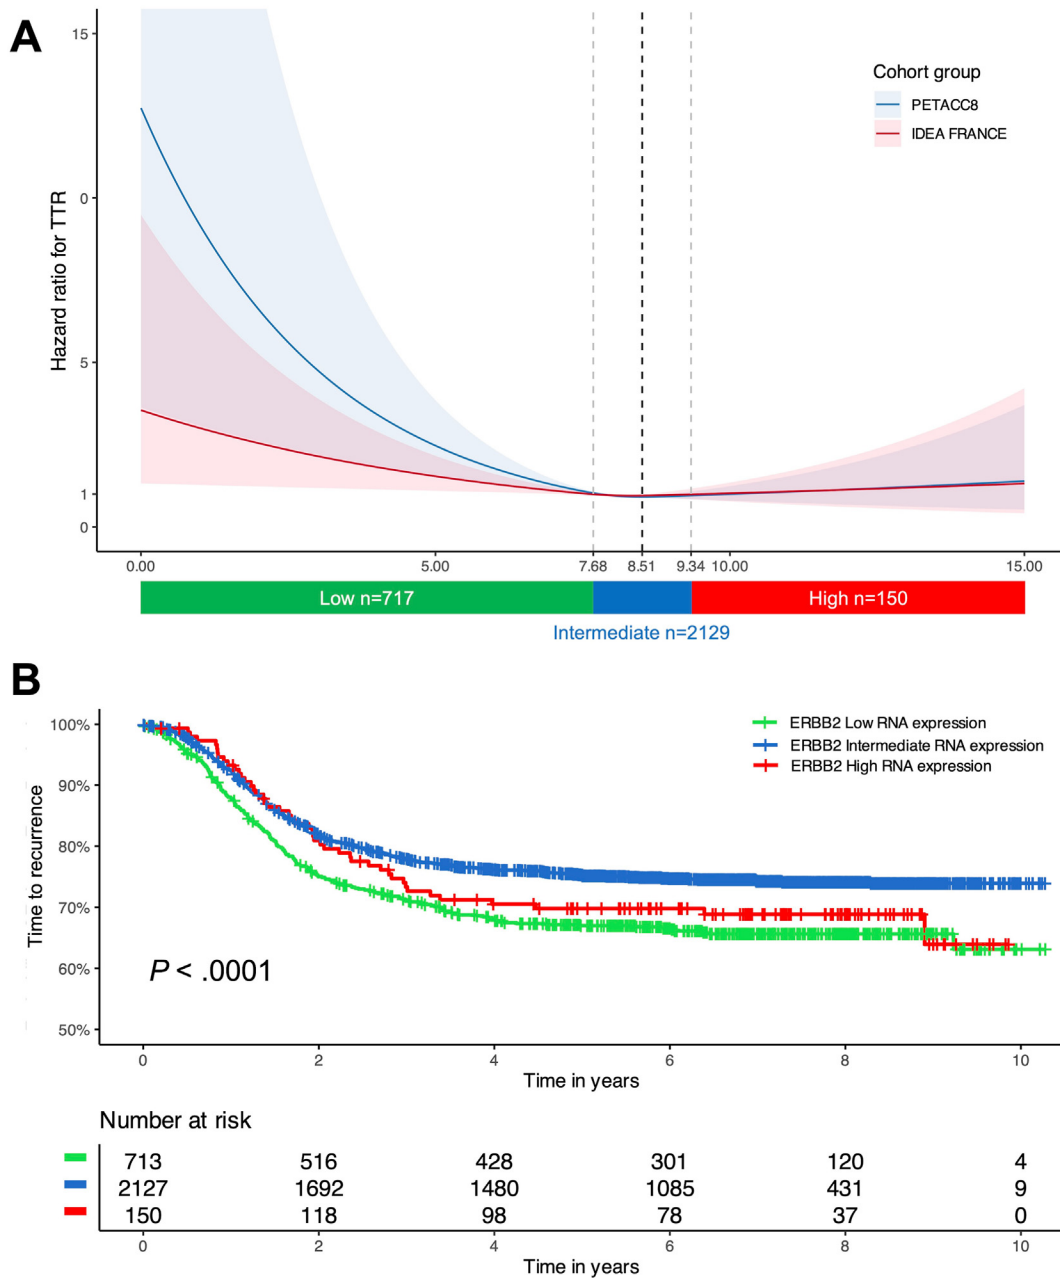 A
15
0
5
1
0
Hazard ratio for TTR
Cohort group
PETACC8
IDEA FRANCE
0.00 5.00 7.68 8.51 9.34 10.00 15.00
Low n=717
High n=150
Intermediate n=2129
B
100%
90%
80%
70%
60%
50%
Time to recurrence
ERBB2 Low RNA expression
ERBB2 Intermediate RNA expression
ERBB2 High RNA expression
P < .0001
0 2 4 6 8 10
Time in years
Number at risk
713 516 428 301 120 4
2127 1692 1480 1085 431 9
150 118 98 78 37 0
0 2 4 6 8 10
Time in years